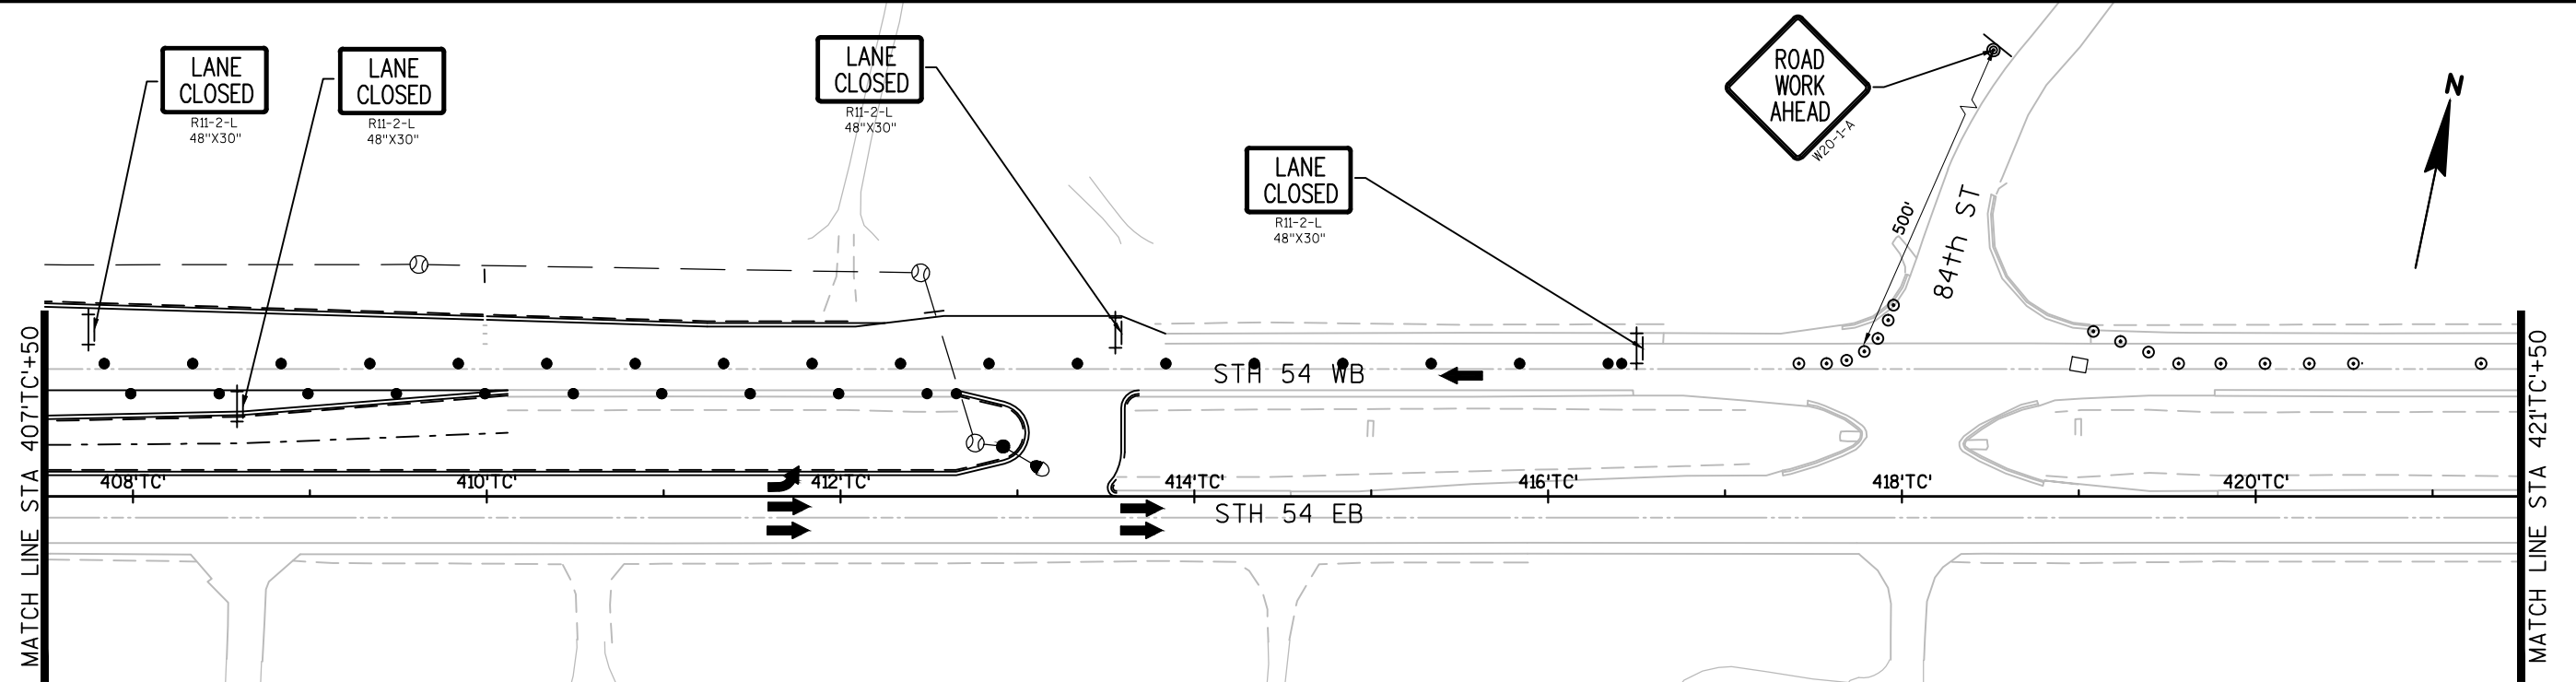 LANE
CLOSED
R11-2-L
48"X30"
LANE
CLOSED
R11-2-L
48"X30"
LANE
CLOSED
R11-2-L
48"X30"
LANE
CLOSED
R11-2-L
48"X30"
ROAD
WORK
AHEAD
W20-1-A
N
500'
84th ST
STH 54 WB
408'TC'
410'TC'
412'TC'
414'TC'
416'TC'
418'TC'
420'TC'
STH 54 EB
MATCH LINE STA 407'TC'+50
MATCH LINE STA 421'TC'+50